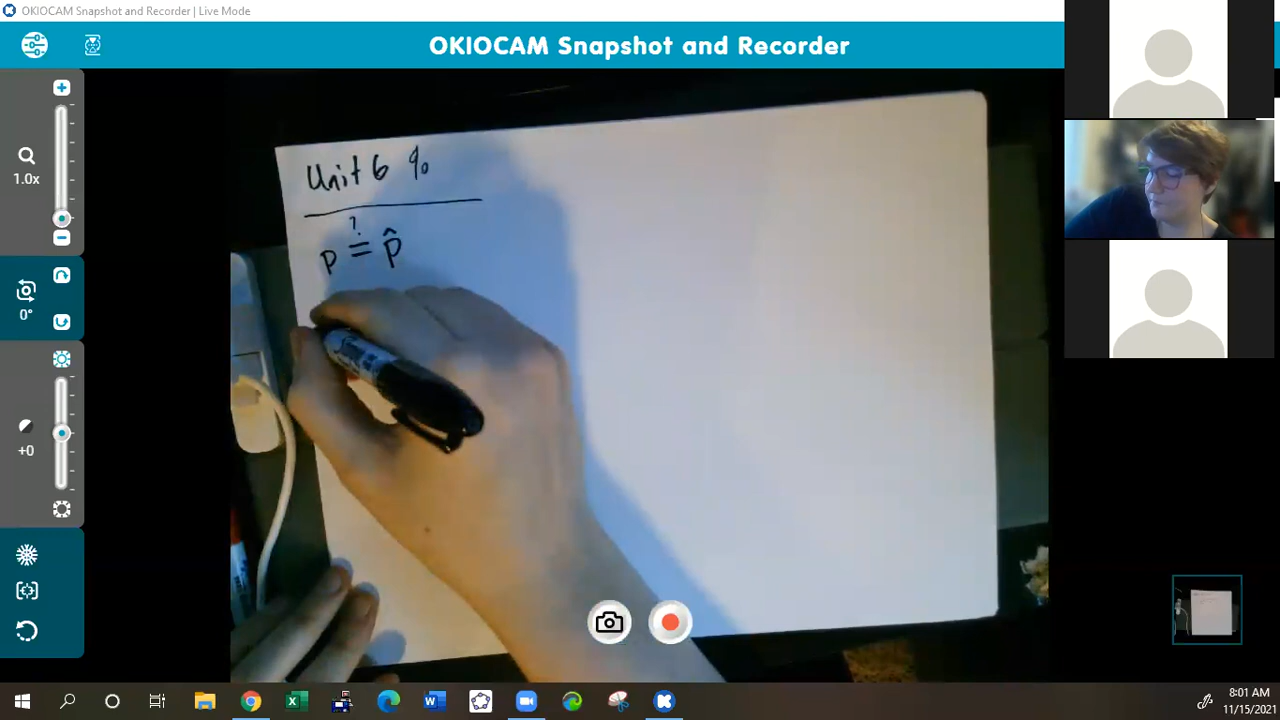 OKIOCAM Snapshot and Recorder | Live Mode
OKIOCAM Snapshot and Recorder
1.0x
0°
+0
Unit 6 %
?
p = p̂
8:01 AM
11/15/2021